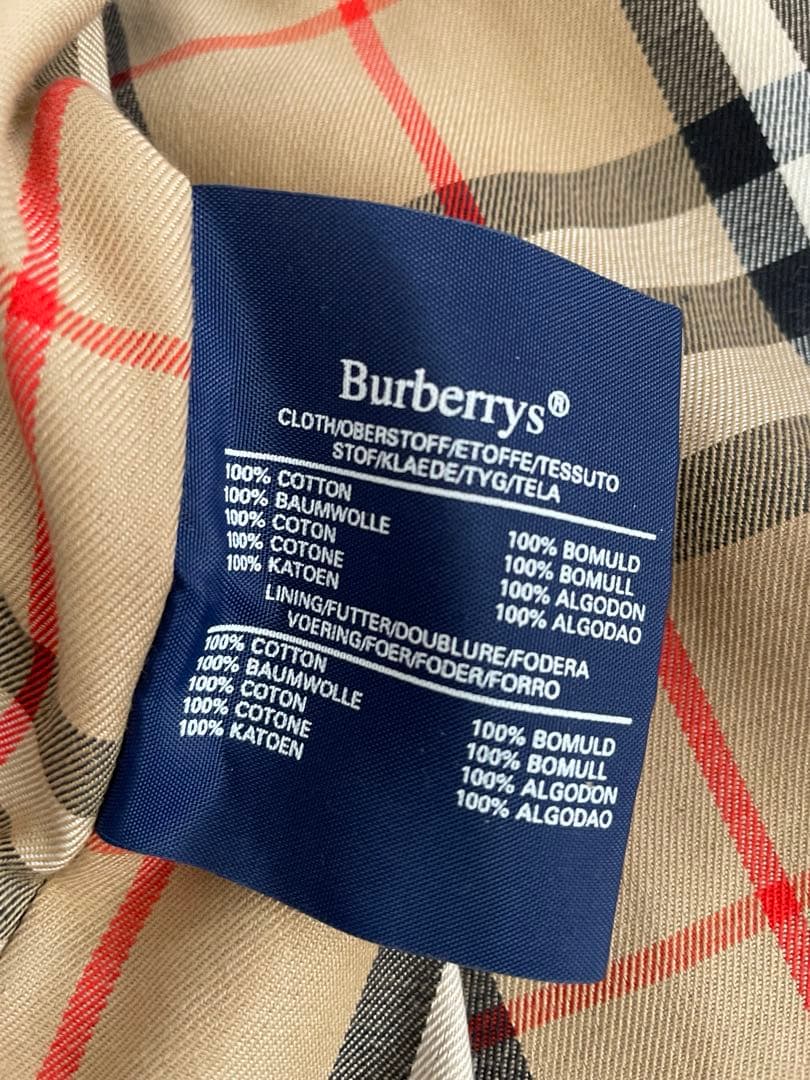 Burberrys®
CLOTH/OBERSTOFF/ETOFFE/TESSUTO
STOF/KLAEDE/TYG/TELA
100% COTTON
100% BAUMWOLLE
100% COTON
100% COTONE
100% KATOEN
100% BOMULD
100% BOMULL
100% ALGODON
100% ALGODAO
LINING/FUTTER/DOUBLURE/FODERA
VOERING/FOER/FODER/FORRO
100% COTTON
100% BAUMWOLLE
100% COTON
100% COTONE
100% KATOEN
100% BOMULD
100% BOMULL
100% ALGODON
100% ALGODAO